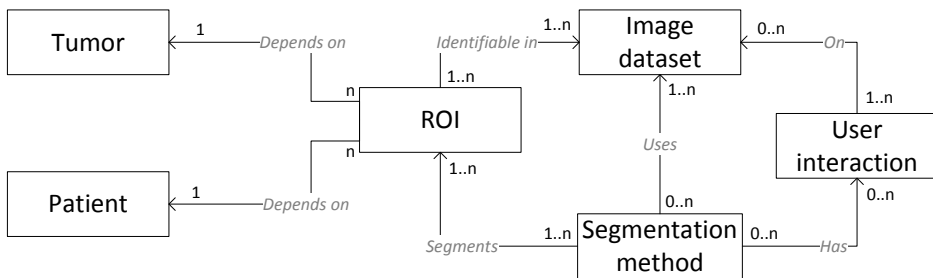 Tumor
1
Depends on
n
Identifiable in
1..n
1..n
Image
dataset
0..n
On
1..n
ROI
1..n
User
interaction
n
1..n
Uses
0..n
Patient
1
Depends on
0..n
Segments
1..n
Segmentation
method
0..n
Has